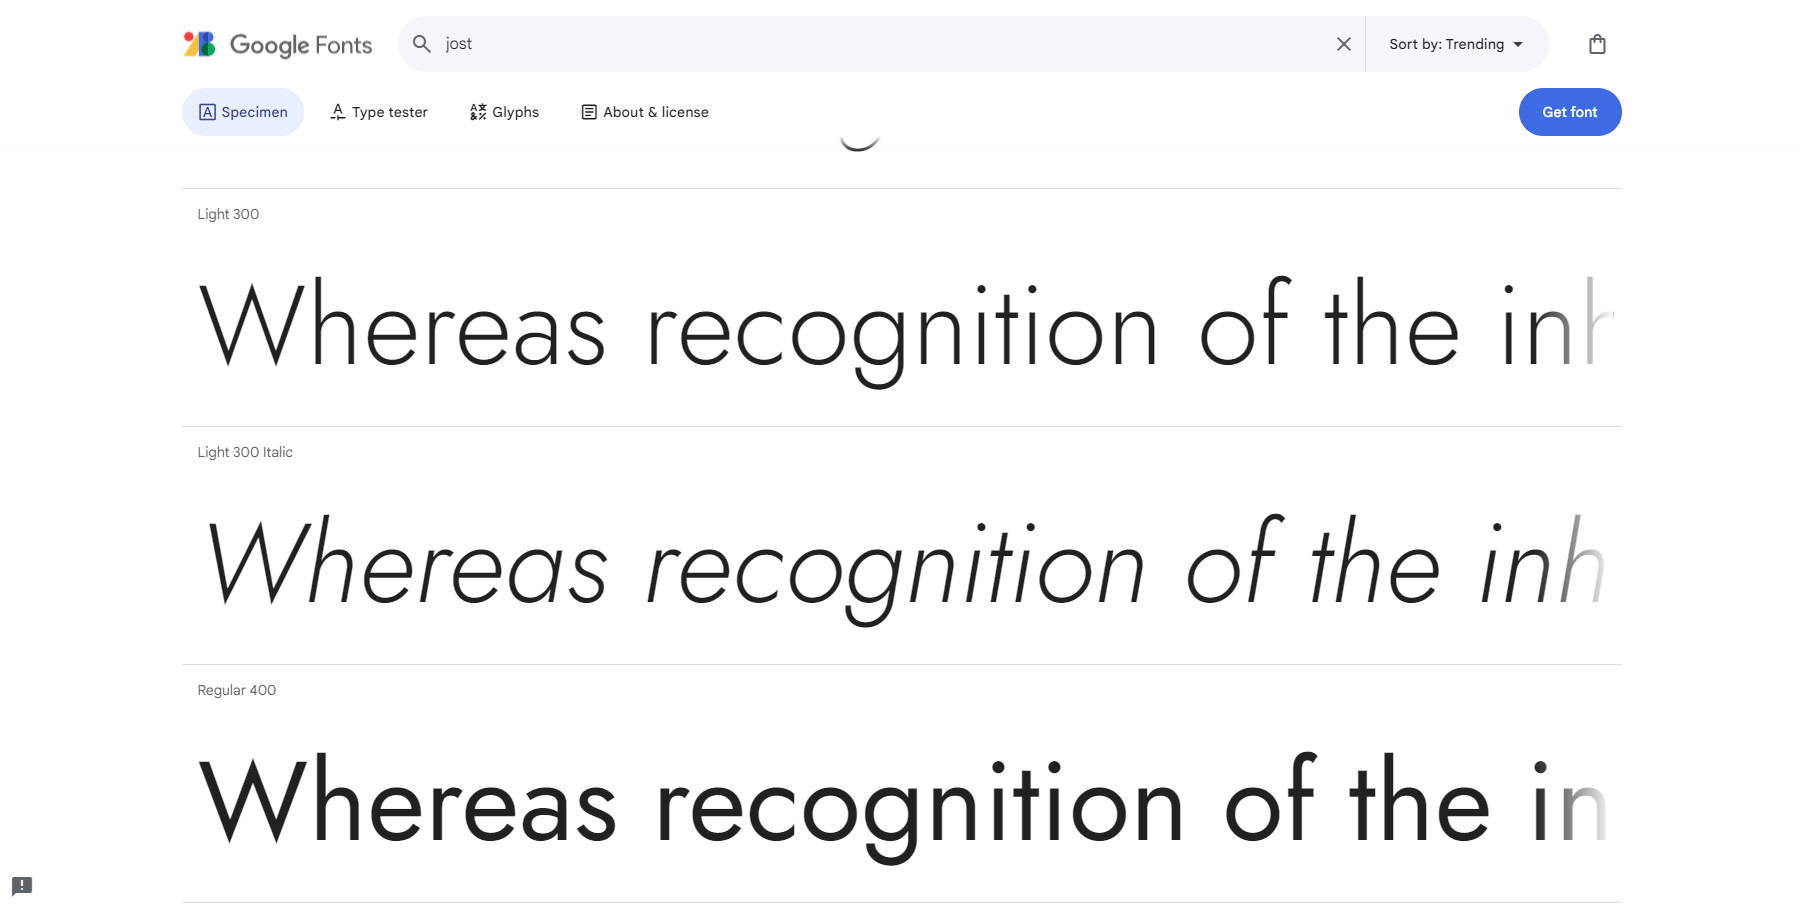 Google Fonts
jost
Sort by: Trending
Specimen
Type tester
Glyphs
About & license
Get font
Light 300
Whereas recognition of the inh
Light 300 Italic
Whereas recognition of the inh
Regular 400
Whereas recognition of the in